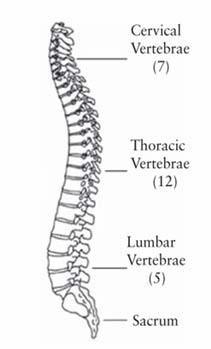 Cervical
Vertebrae
(7)
Thoracic
Vertebrae
(12)
Lumbar
Vertebrae
(5)
Sacrum